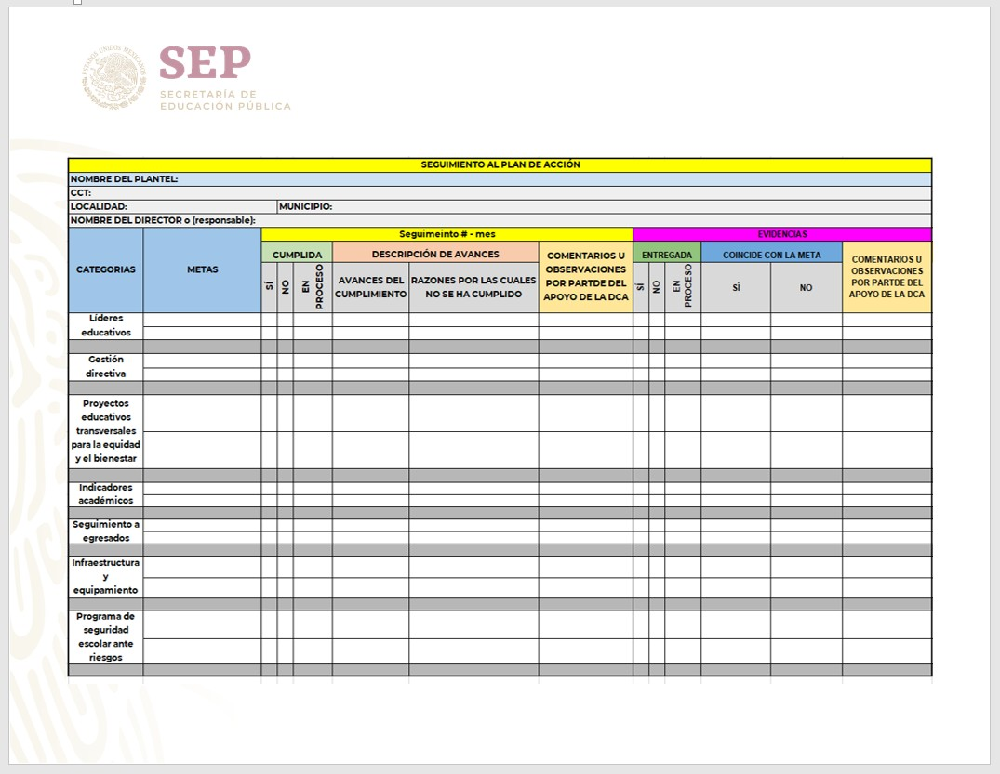 ESTADOS UNIDOS MEXICANOS
SEP
SECRETARÍA DE
EDUCACIÓN PÚBLICA
SEGUIMIENTO AL PLAN DE ACCIÓN
NOMBRE DEL PLANTEL:
CCT:
LOCALIDAD: MUNICIPIO:
NOMBRE DEL DIRECTOR o (responsable):
CATEGORIAS
METAS
Seguimeinto # - mes
CUMPLIDA
SÍ
NO
EN
PROCESO
DESCRIPCIÓN DE AVANCES
AVANCES DEL
CUMPLIMIENTO
RAZONES POR LAS CUALES
NO SE HA CUMPLIDO
COMENTARIOS U
OBSERVACIONES
POR PARTDE DEL
APOYO DE LA DCA
EVIDENCIAS
ENTREGADA
SÍ
NO
EN
PROCESO
COINCIDE CON LA META
SÍ
NO
COMENTARIOS U
OBSERVACIONES
POR PARTDE DEL
APOYO DE LA DCA
Líderes
educativos
Gestión
directiva
Proyectos
educativos
transversales
para la equidad
y el bienestar
Indicadores
académicos
Seguimiento a
egresados
Infraestructura
y
equipamiento
Programa de
seguridad
escolar ante
riesgos